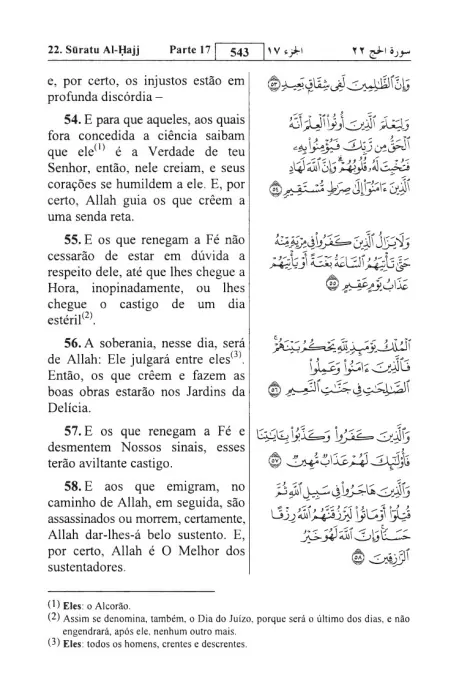 22. Sūratu Al-Ḥajj Parte 17 543 الجزء ١٧ سورة الحج ٢٢
e, por certo, os injustos estão em
profunda discórdia –
54. E para que aqueles, aos quais
fora concedida a ciência saibam
que ele(1) é a Verdade de teu
Senhor, então, nele creiam, e seus
corações se humildem a ele. E, por
certo, Allah guia os que crêem a
uma senda reta.
55. E os que renegam a Fé não
cessarão de estar em dúvida a
respeito dele, até que lhes chegue a
Hora, inopinadamente, ou lhes
chegue o castigo de um dia
estéril(2).
56. A soberania, nesse dia, será
de Allah: Ele julgará entre eles(3).
Então, os que crêem e fazem as
boas obras estarão nos Jardins da
Delícia.
57. E os que renegam a Fé e
desmentem Nossos sinais, esses
terão aviltante castigo.
58. E aos que emigram, no
caminho de Allah, em seguida, são
assassinados ou morrem, certamente,
Allah dar-lhes-á belo sustento. E,
por certo, Allah é O Melhor dos
sustentadores.
وَإِنَّ ٱلظَّٰلِمِينَ لَفِى شِقَاقٍۭ بَعِيدٍ ٥٣
وَلِيَعْلَمَ ٱلَّذِينَ أُوتُوا۟ ٱلْعِلْمَ أَنَّهُ
ٱلْحَقُّ مِن رَّبِّكَ فَيُؤْمِنُوا۟ بِهِۦ
فَتُخْبِتَ لَهُۥ قُلُوبُهُمْ ۗ وَإِنَّ ٱللَّهَ لَهَادِ
ٱلَّذِينَ ءَامَنُوٓا۟ إِلَىٰ صِرَٰطٍ مُّسْتَقِيمٍ ٥٤
وَلَا يَزَالُ ٱلَّذِينَ كَفَرُوا۟ فِى مِرْيَةٍ مِّنْهُ
حَتَّىٰ تَأْتِيَهُمُ ٱلسَّاعَةُ بَغْتَةً أَوْ يَأْتِيَهُمْ
عَذَابُ يَوْمٍ عَقِيمٍ ٥٥
ٱلْمُلْكُ يَوْمَئِذٍ لِّلَّهِ يَحْكُمُ بَيْنَهُمْ ۚ
فَٱلَّذِينَ ءَامَنُوا۟ وَعَمِلُوا۟
ٱلصَّٰلِحَٰتِ فِى جَنَّٰتِ ٱلنَّعِيمِ ٥٦
وَٱلَّذِينَ كَفَرُوا۟ وَكَذَّبُوا۟ بِـَٔايَٰتِنَا
فَأُو۟لَٰٓئِكَ لَهُمْ عَذَابٌ مُّهِينٌ ٥٧
وَٱلَّذِينَ هَاجَرُوا۟ فِى سَبِيلِ ٱللَّهِ ثُمَّ
قُتِلُوٓا۟ أَوْ مَاتُوا۟ لَيَرْزُقَنَّهُمُ ٱللَّهُ رِزْقًا
حَسَنًا ۚ وَإِنَّ ٱللَّهَ لَهُوَ خَيْرُ
ٱلرَّٰزِقِينَ ٥٨
(1) Eles: o Alcorão.
(2) Assim se denomina, também, o Dia do Juízo, porque será o último dos dias, e não
engendrará, após ele, nenhum outro mais.
(3) Eles: todos os homens, crentes e descrentes.